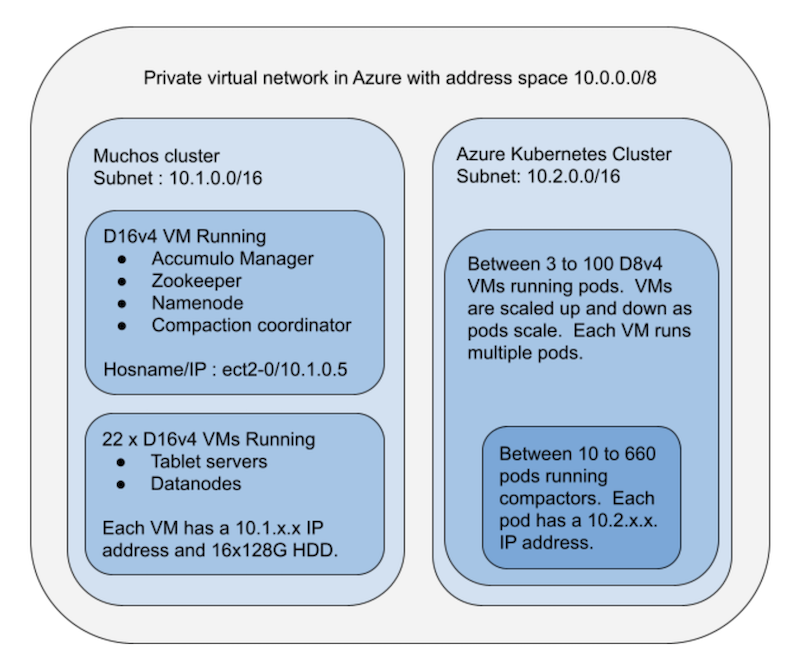 Private virtual network in Azure with address space 10.0.0.0/8
Muchos cluster
Subnet : 10.1.0.0/16
D16v4 VM Running
● Accumulo Manager
● Zookeeper
● Namenode
● Compaction coordinator
Hosname/IP : ect2-0/10.1.0.5
22 x D16v4 VMs Running
● Tablet servers
● Datanodes
Each VM has a 10.1.x.x IP
address and 16x128G HDD.
Azure Kubernetes Cluster
Subnet: 10.2.0.0/16
Between 3 to 100 D8v4
VMs running pods. VMs
are scaled up and down as
pods scale. Each VM runs
multiple pods.
Between 10 to 660
pods running
compactors. Each
pod has a 10.2.x.x.
IP address.